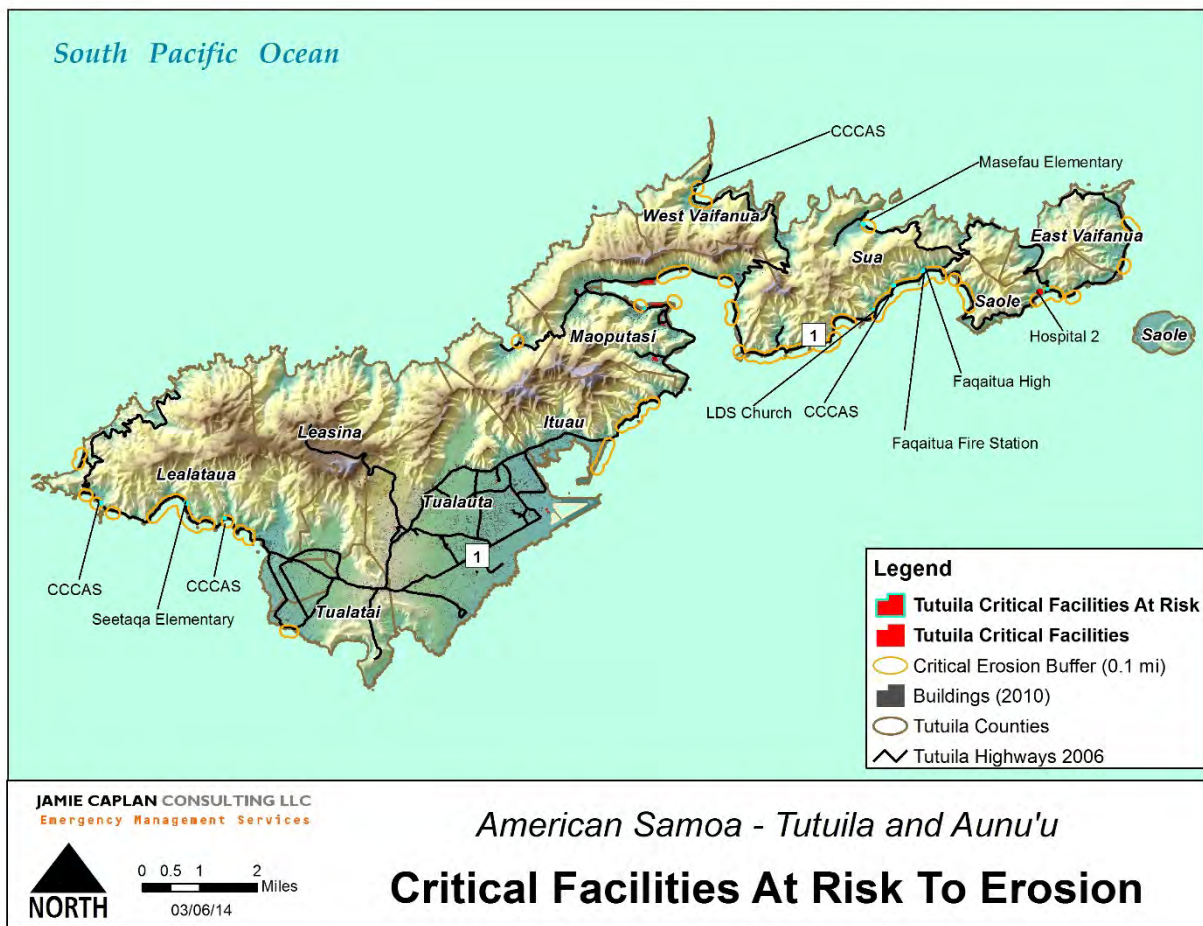 South Pacific Ocean
CCCAS
Masefau Elementary
West Vaifanua
East Vaifanua
Sua
Saole
Maoputasi
1
Hospital 2
Saole
Faqaitua High
LDS Church
CCCAS
Faqaitua Fire Station
Ituau
Leasina
Lealataua
Tualauta
1
CCCAS
CCCAS
Seetaqa Elementary
Tualatai
Legend
Tutuila Critical Facilities At Risk
Tutuila Critical Facilities
Critical Erosion Buffer (0.1 mi)
Buildings (2010)
Tutuila Counties
Tutuila Highways 2006
JAMIE CAPLAN CONSULTING LLC
Emergency Management Services
NORTH
0 0.5 1 2
Miles
03/06/14
American Samoa - Tutuila and Aunu'u
Critical Facilities At Risk To Erosion